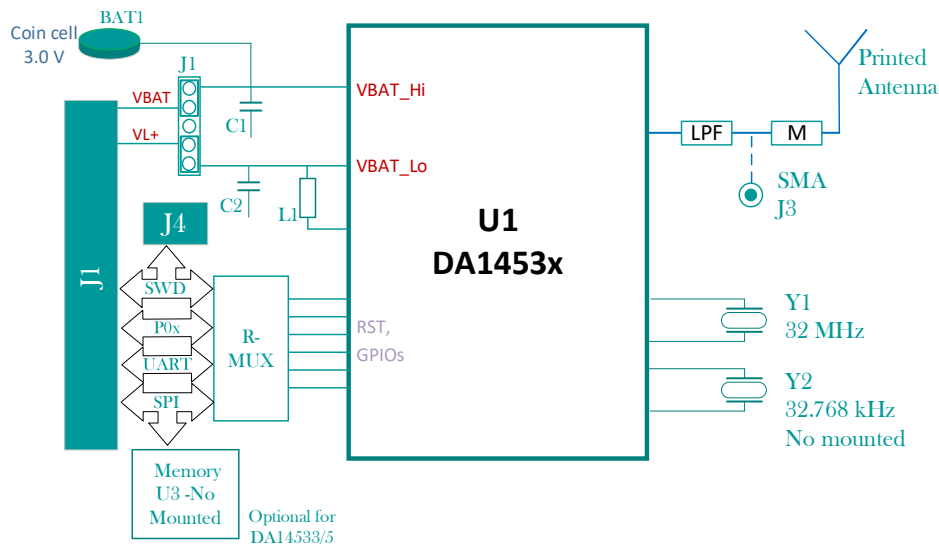 BAT1
Coin cell
3.0 V
J1
VBAT
VL+
C1
VBAT_Hi
VBAT_Lo
C2
L1
J4
J1
SWD
P0x
UART
SPI
R-
MUX
RST,
GPIOs
U1
DA1453x
LPF
M
Printed
Antenna
SMA
J3
Y1
32 MHz
Y2
32.768 kHz
No mounted
Memory
U3 -No
Mounted
Optional for
DA14533/5